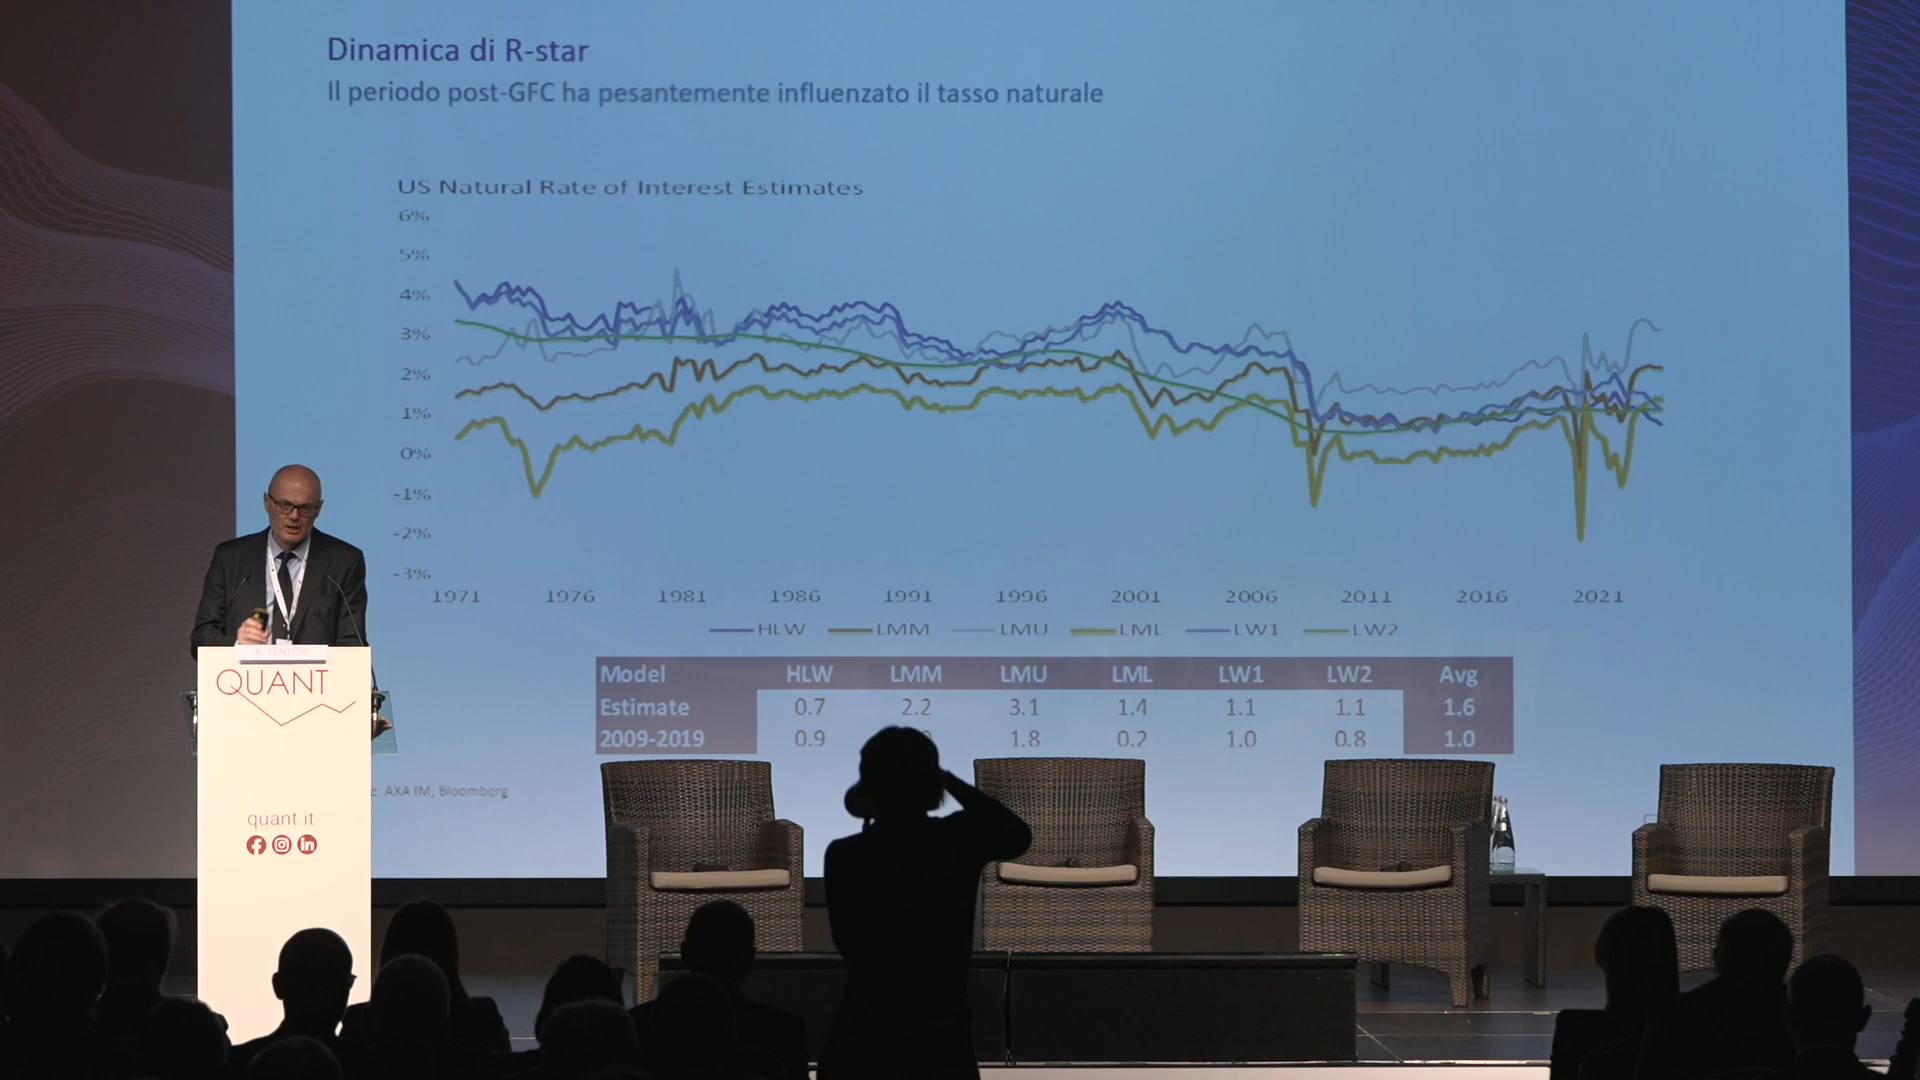 Dinamica di R-star
Il periodo post-GFC ha pesantemente influenzato il tasso naturale
US Natural Rate of Interest Estimates
6%
5%
4%
3%
2%
1%
0%
-1%
-2%
-3%
1971 1976 1981 1986 1991 1996 2001 2006 2011 2016 2021
HLW LMM LMU LML LW1 LW2
Model HLW LMM LMU LML LW1 LW2 Avg
Estimate 0.7 2.2 3.1 1.4 1.1 1.1 1.6
2009-2019 0.9 1.8 0.2 1.0 0.8 1.0
AXA IM, Bloomberg
A. TENTORI
QUANT
quant.it